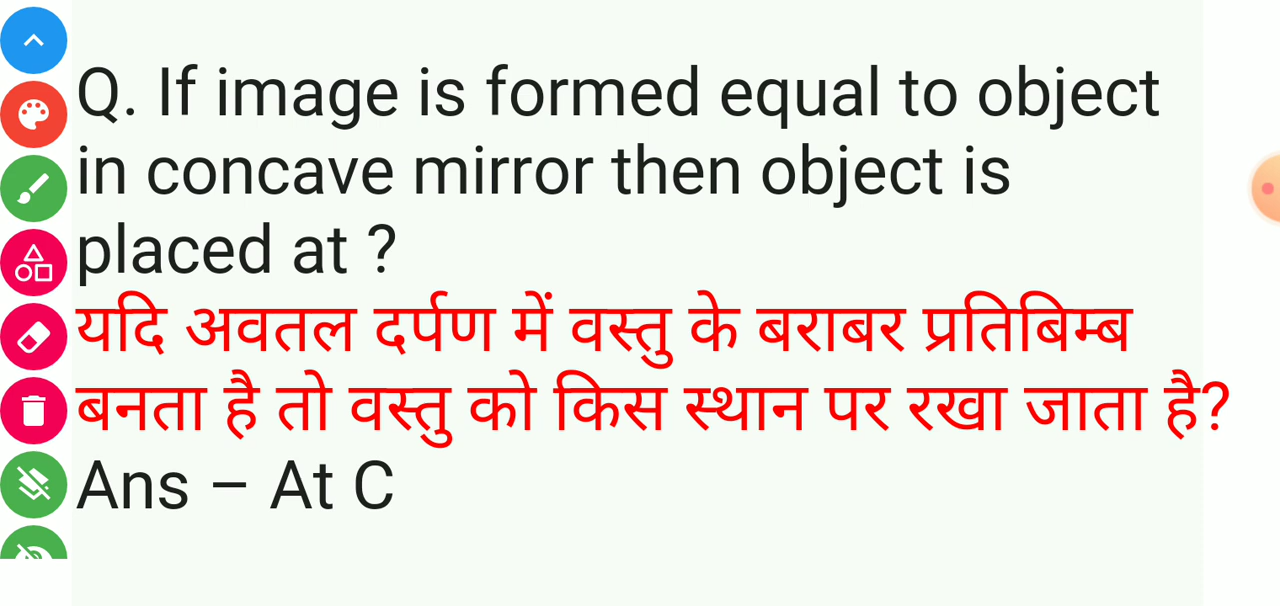 Q. If image is formed equal to object
in concave mirror then object is
placed at ?
यदि अवतल दर्पण में वस्तु के बराबर प्रतिबिम्ब
बनता है तो वस्तु को किस स्थान पर रखा जाता है?
Ans – At C